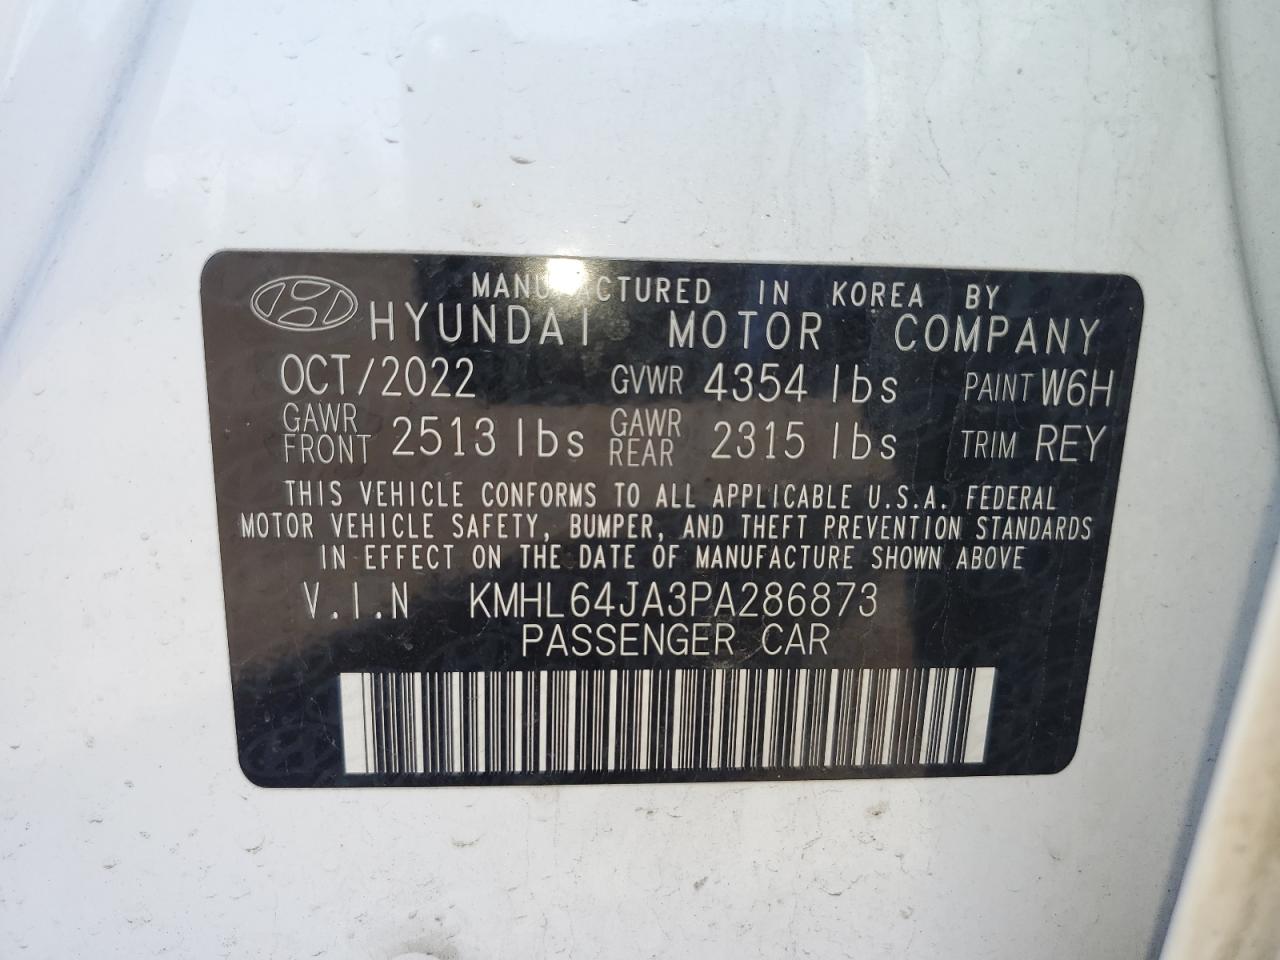 MANUFACTURED IN KOREA BY
HYUNDAI MOTOR COMPANY
OCT/2022 GVWR 4354 lbs PAINT W6H
GAWR FRONT 2513 lbs GAWR REAR 2315 lbs TRIM REY
THIS VEHICLE CONFORMS TO ALL APPLICABLE U.S.A. FEDERAL
MOTOR VEHICLE SAFETY, BUMPER, AND THEFT PREVENTION STANDARDS
IN EFFECT ON THE DATE OF MANUFACTURE SHOWN ABOVE
V.I.N KMHL64JA3PA286873
PASSENGER CAR